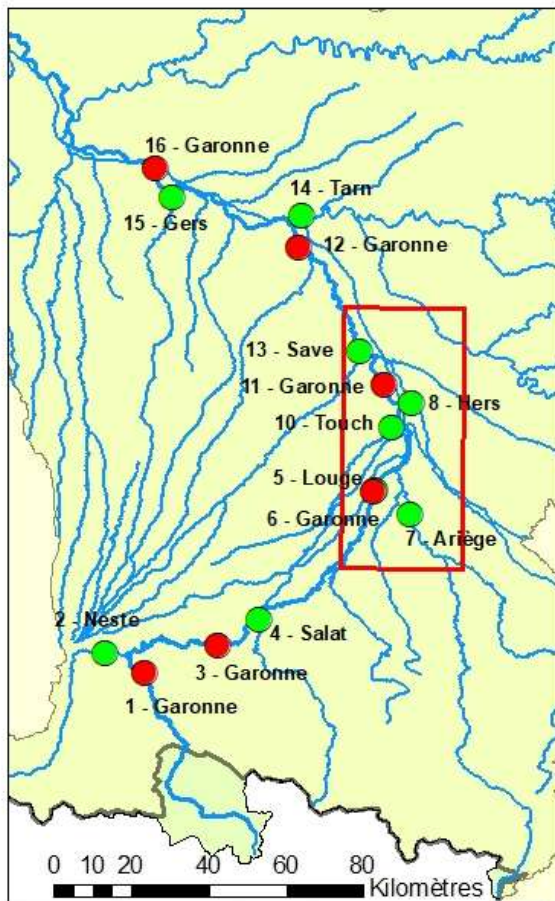 16 - Garonne
14 - Tarn
15 - Gers
12 - Garonne
13 - Save
11 - Garonne
8 - Hers
10 - Touch
5 - Louge
6 - Garonne
7 - Ariège
2 - Neste
4 - Salat
3 - Garonne
1 - Garonne
0 10 20 40 60 80
Kilomètres